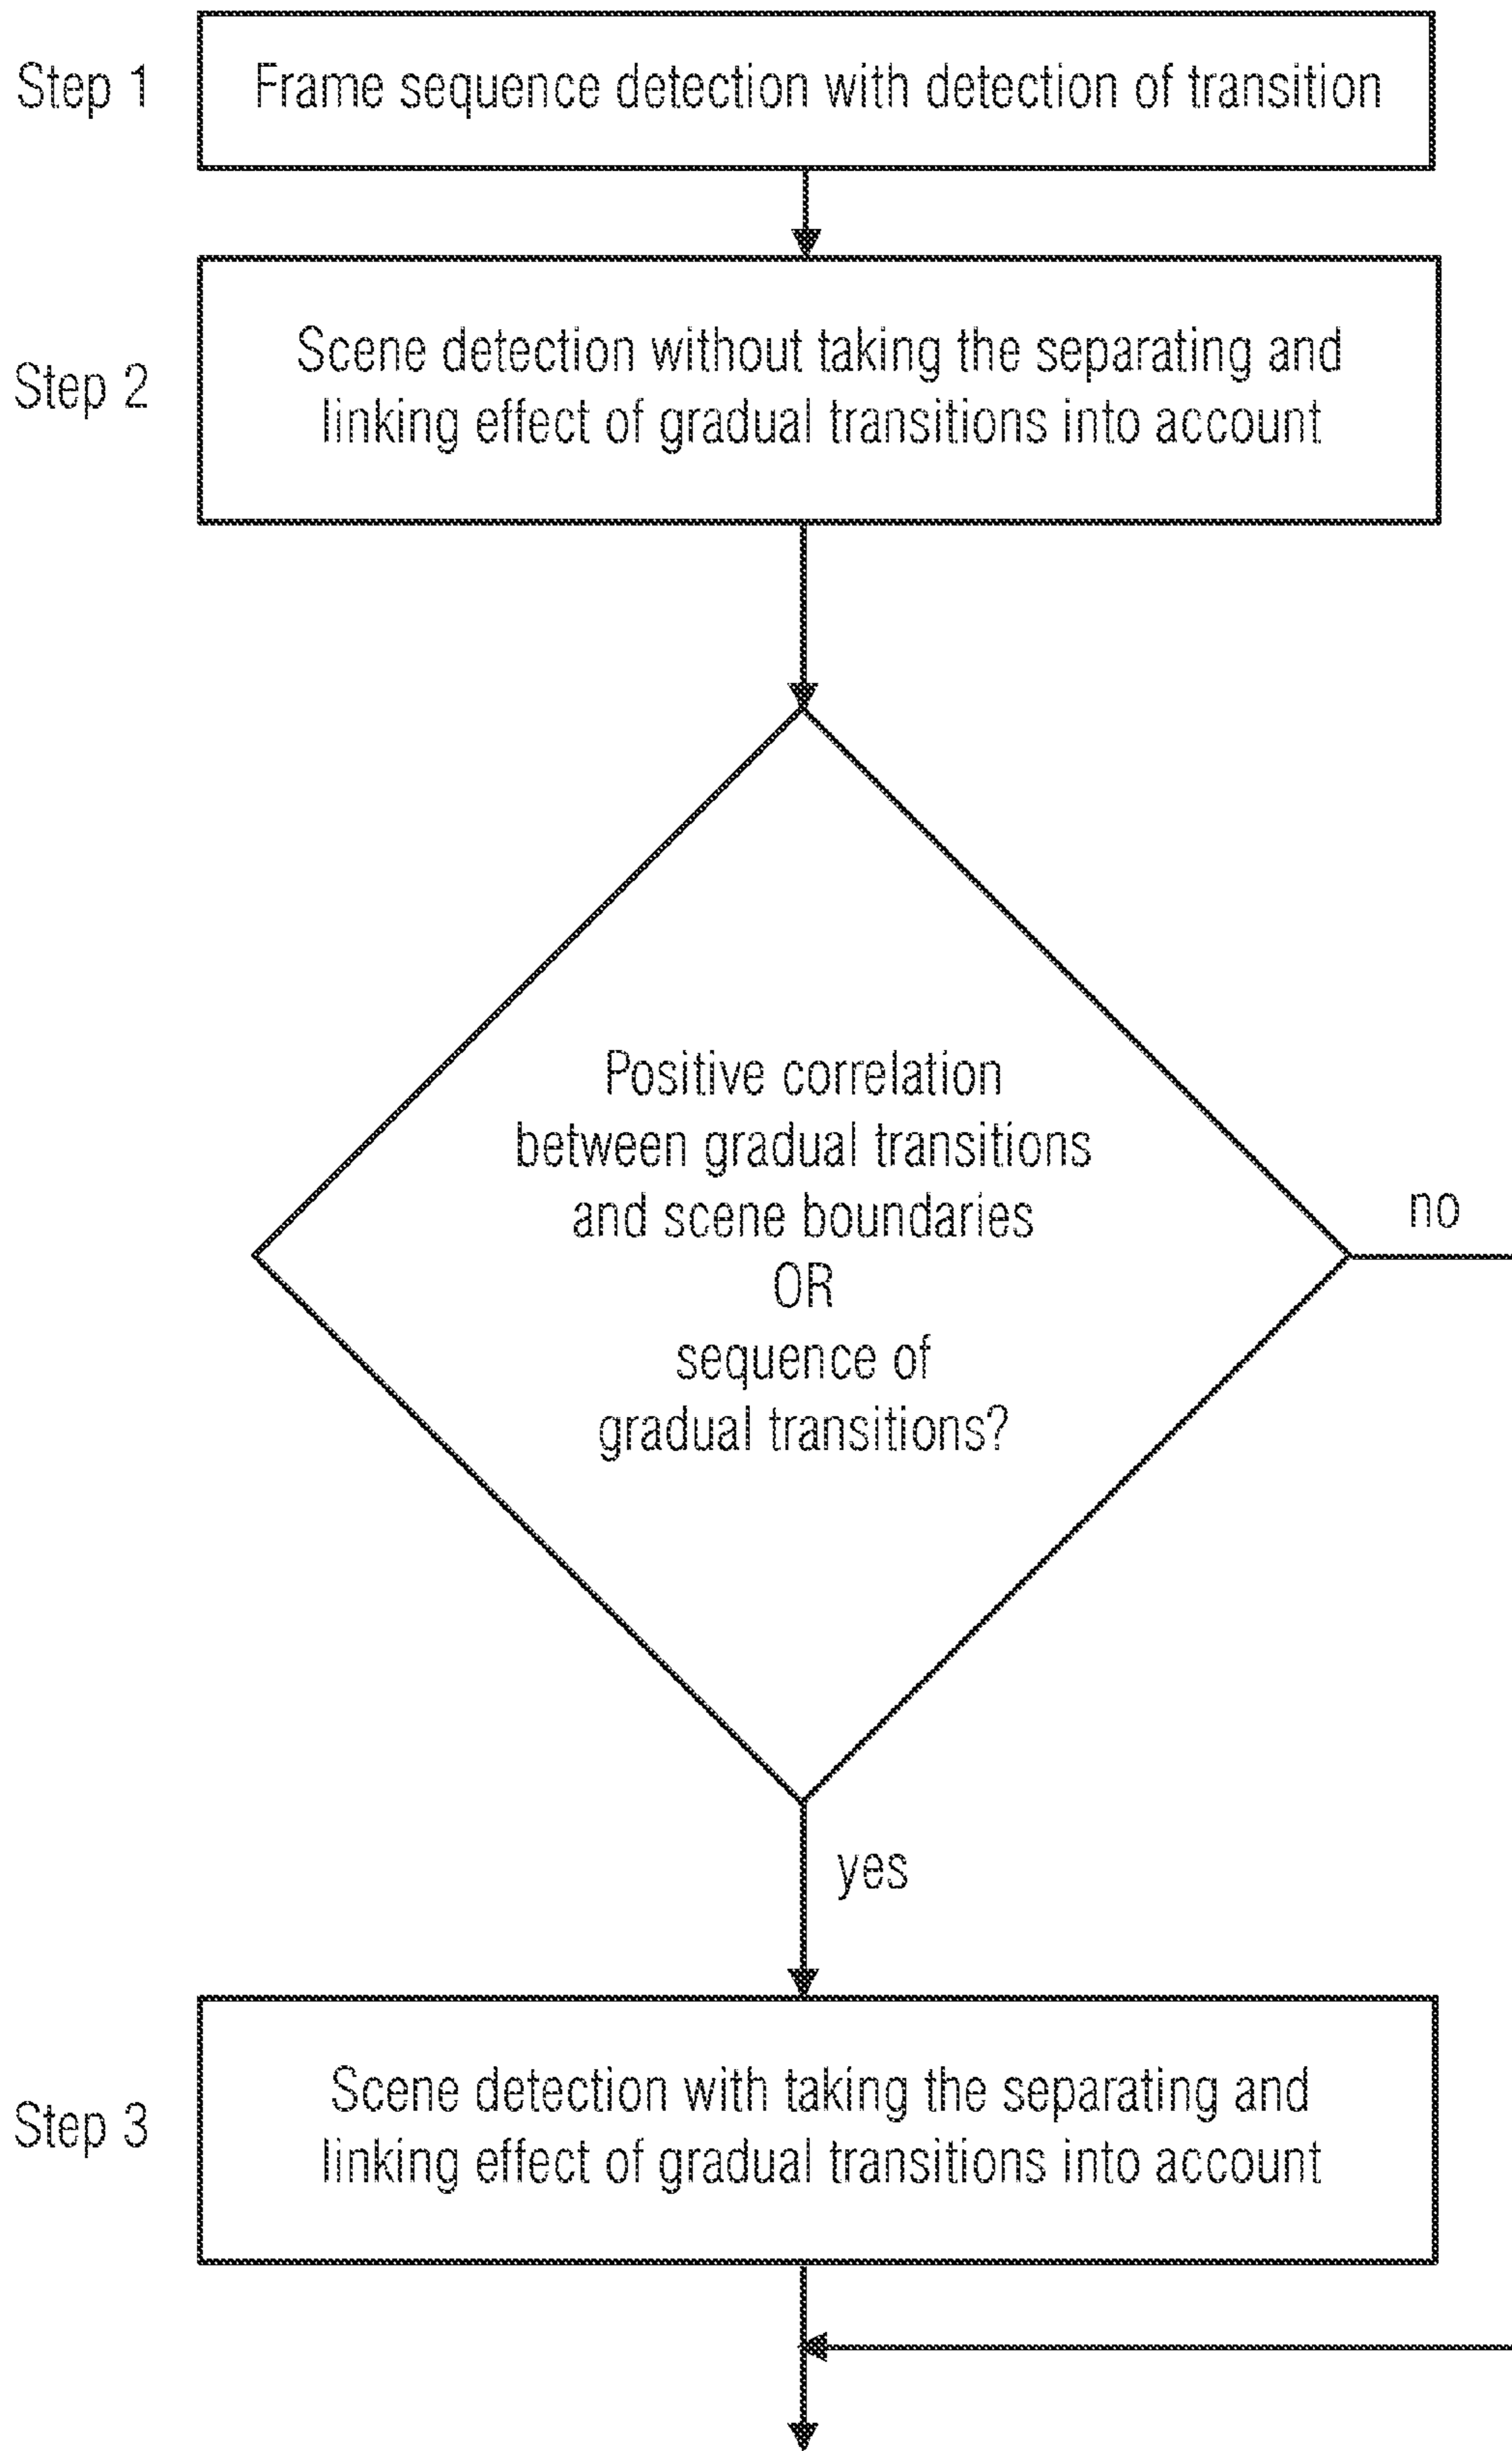 Step 1
Frame sequence detection with detection of transition
Step 2
Scene detection without taking the separating and
linking effect of gradual transitions into account
Positive correlation
between gradual transitions
and scene boundaries
OR
sequence of
gradual transitions?
no
yes
Step 3
Scene detection with taking the separating and
linking effect of gradual transitions into account